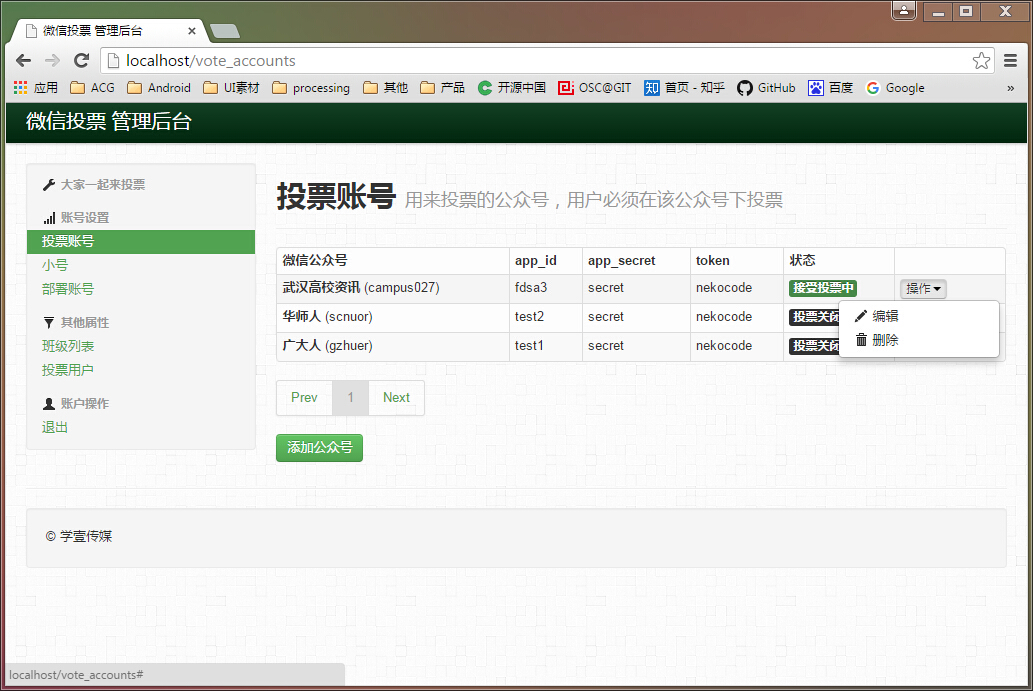 微信投票 管理后台
localhost/vote_accounts
应用 ACG Android UI素材 processing 其他 产品 开源中国 OSC@GIT 知 首页 - 知乎 GitHub 百度 G Google »
微信投票 管理后台
大家一起来投票
账号设置
投票账号
小号
部署账号
其他属性
班级列表
投票用户
账户操作
退出
投票账号 用来投票的公众号，用户必须在该公众号下投票
微信公众号 app_id app_secret token 状态
武汉高校资讯 (campus027) fdsa3 secret nekocode 接受投票中 操作
华师人 (scnuor) test2 secret nekocode 投票关闭
编辑
广大人 (gzhuer) test1 secret nekocode 投票关闭
删除
Prev 1 Next
添加公众号
© 学壹传媒
localhost/vote_accounts#